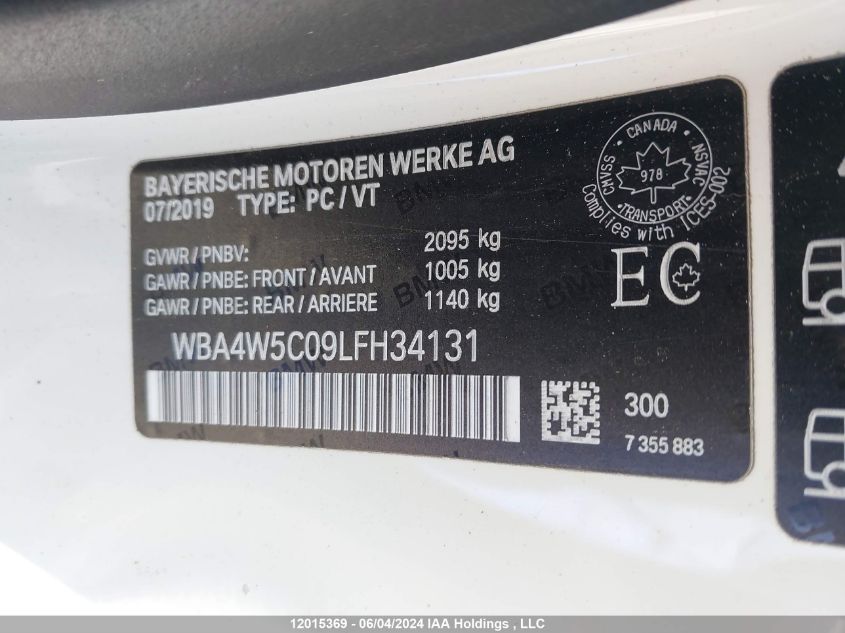 BAYERISCHE MOTOREN WERKE AG
07/2019 TYPE: PC / VT
GVWR / PNBV: 2095 kg
GAWR / PNBE: FRONT / AVANT 1005 kg
GAWR / PNBE: REAR / ARRIERE 1140 kg
WBA4W5C09LFH34131
CANADA
CMVSS
NSVAC
978
TRANSPORT
Complies with ICES-002
EC
300
7 355 883
BMW
12015369 - 06/04/2024 IAA Holdings , LLC